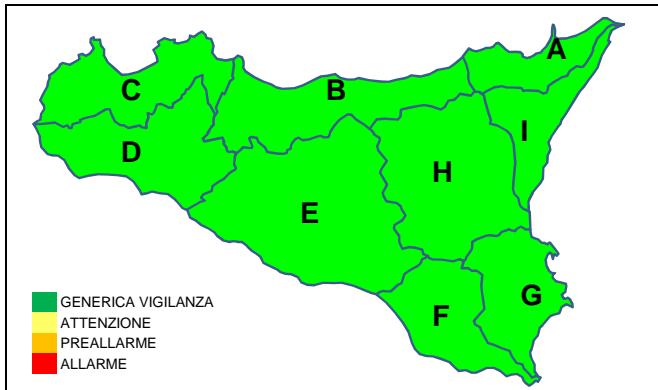 A
C
B
I
D
H
E
G
F
GENERICA VIGILANZA
ATTENZIONE
PREALLARME
ALLARME